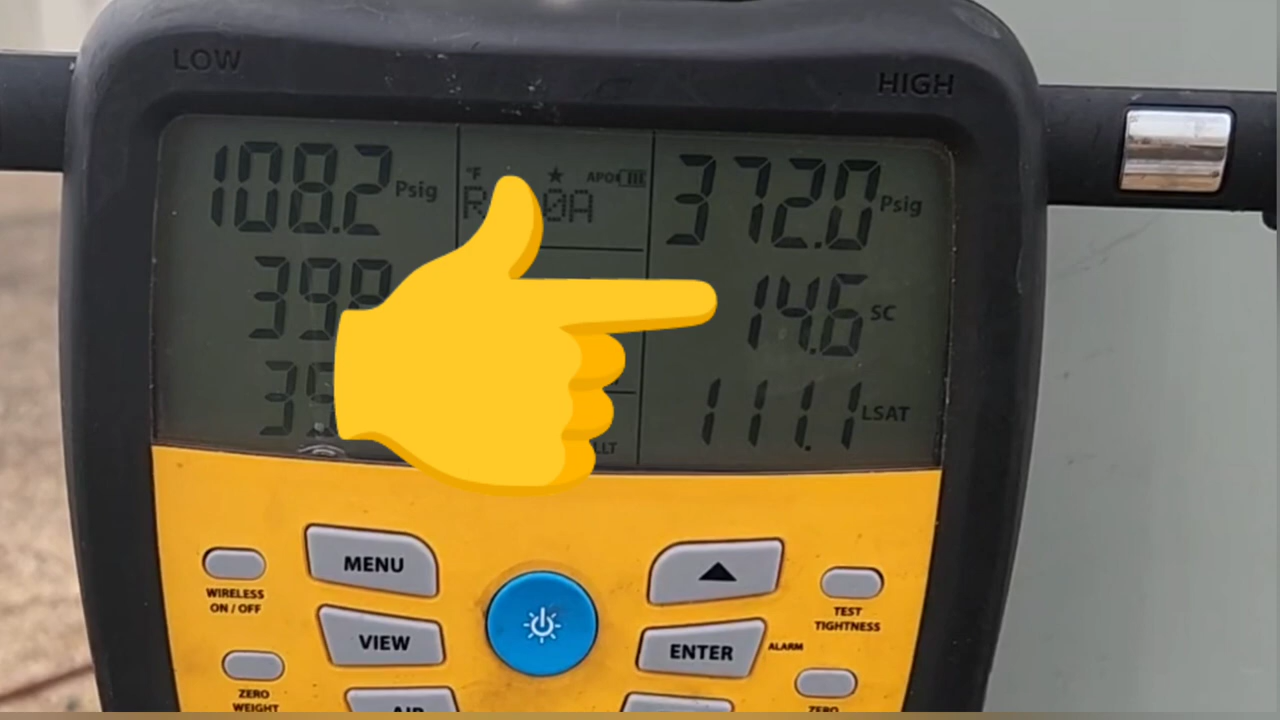 LOW
HIGH
108.2 Psig
°F
APO
372.0 Psig
14.6 SC
111.1 LSAT
MENU
WIRELESS
ON / OFF
VIEW
ZERO
WEIGHT
ENTER
ALARM
TEST
TIGHTNESS
ZERO